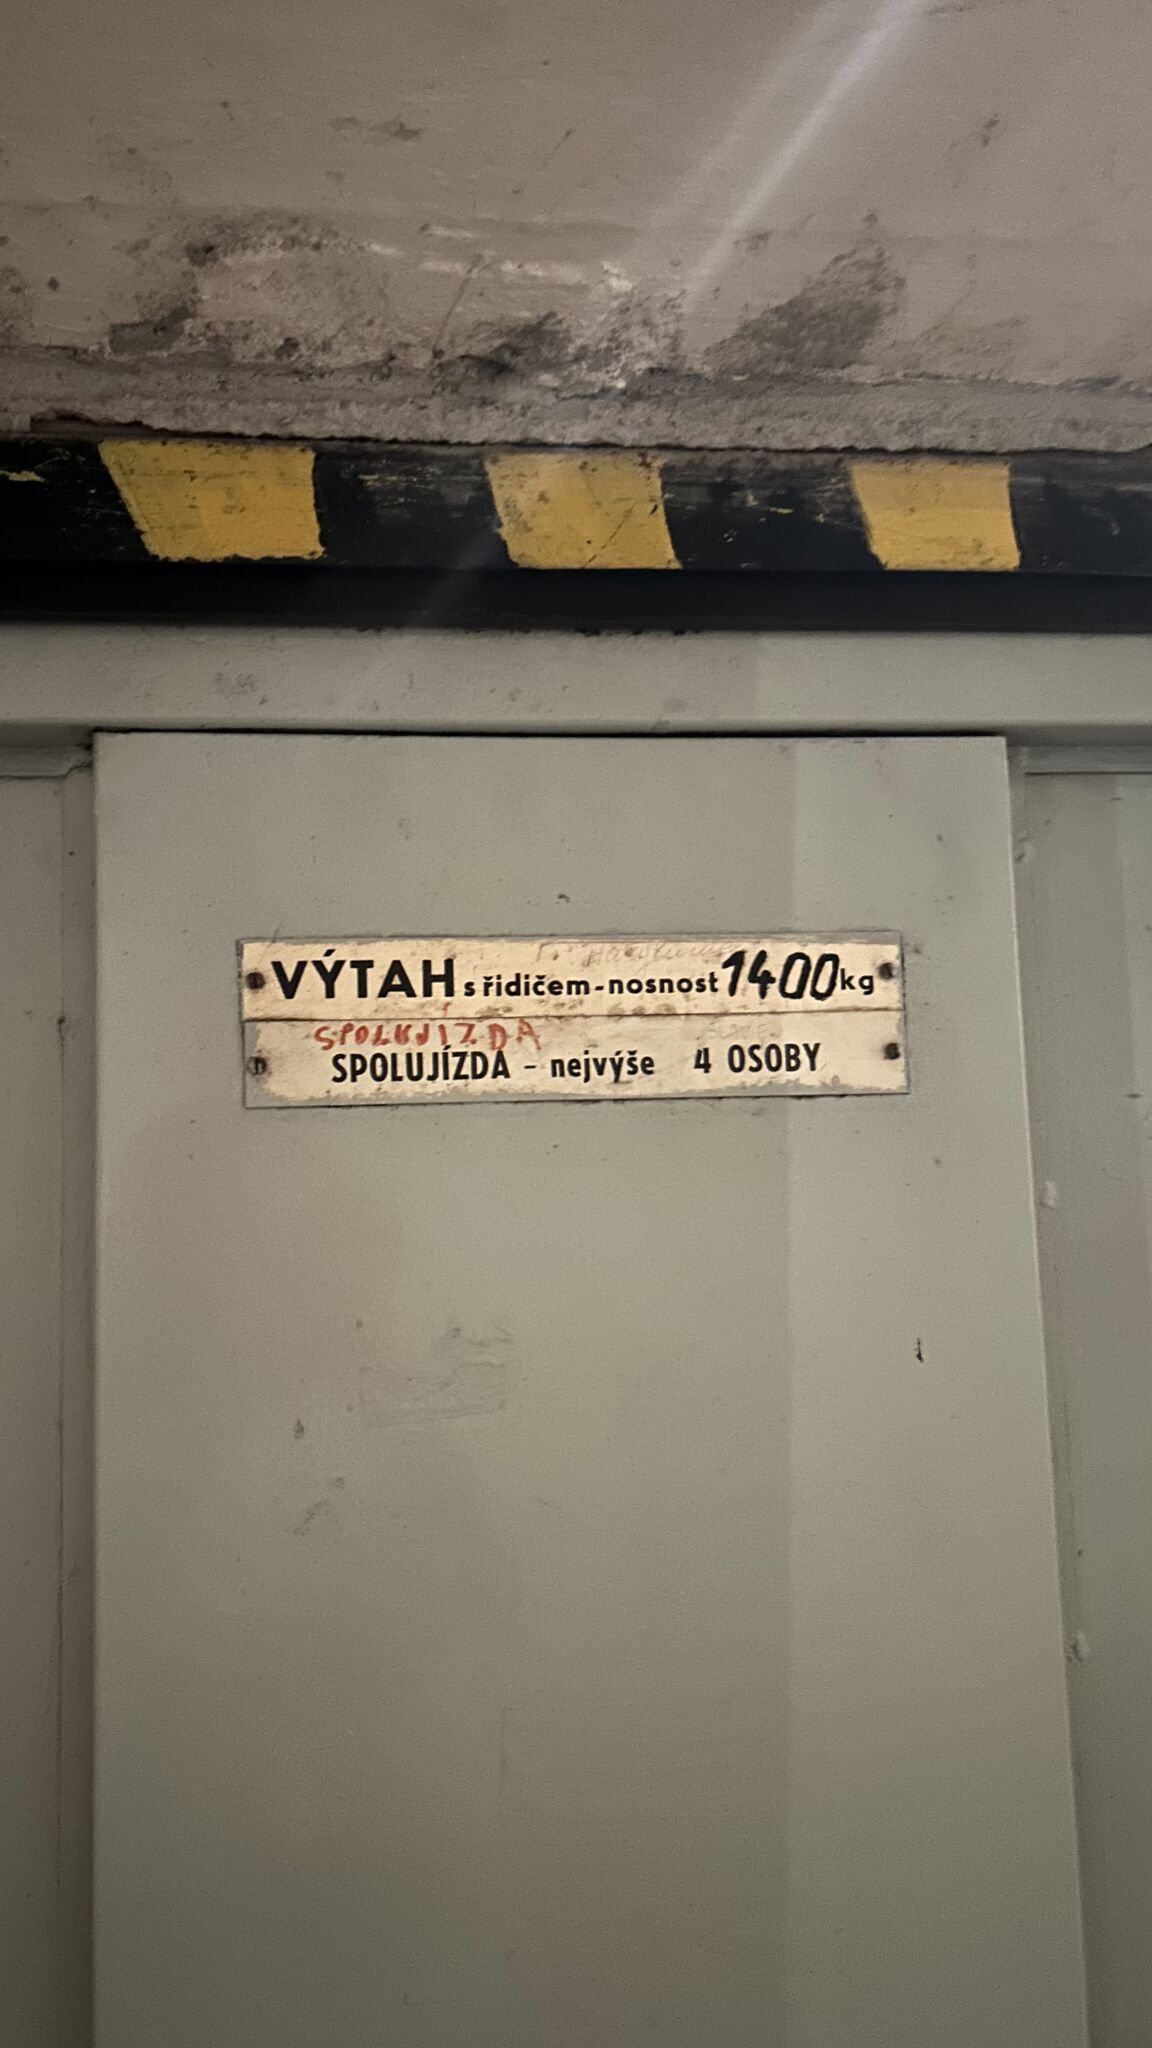 VÝTAH s řidičem - nosnost 1400 kg
SPOLUJIZDA
SPOLUJÍZDA - nejvýše 4 OSOBY